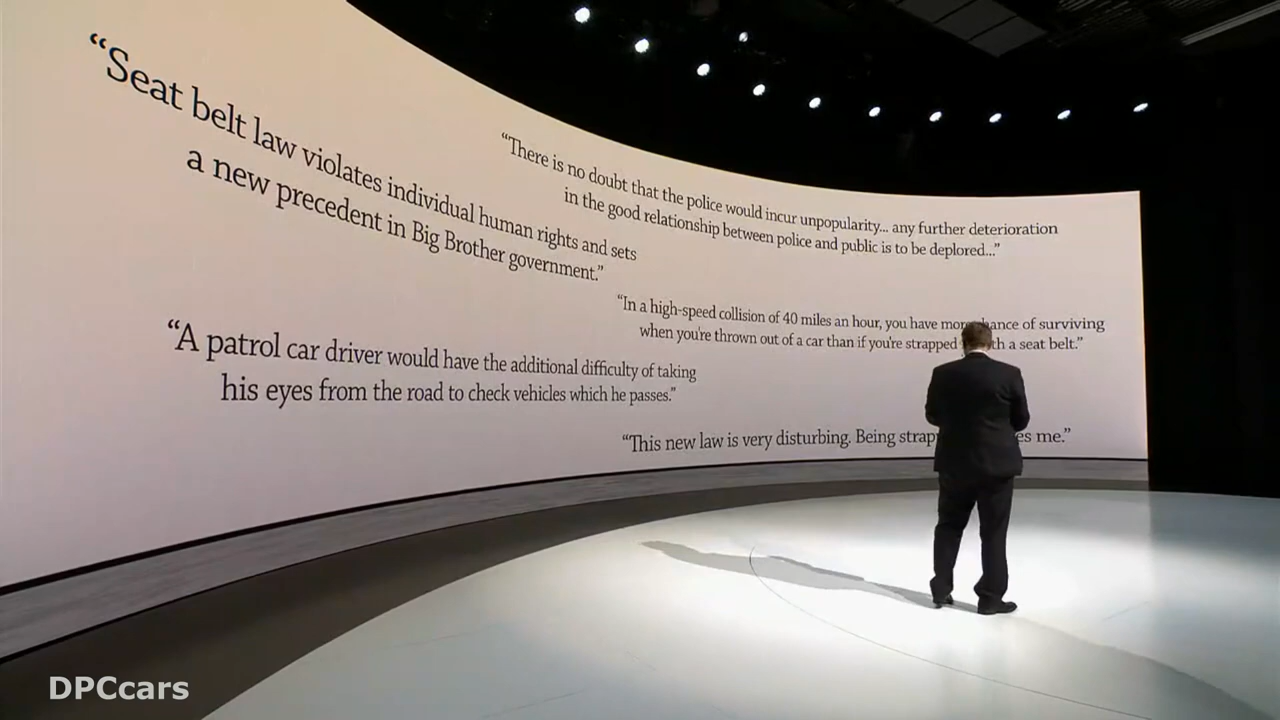 “Seat belt law violates individual human rights and sets
a new precedent in Big Brother government.”
“There is no doubt that the police would incur unpopularity... any further deterioration
in the good relationship between police and public is to be deplored...”
“In a high-speed collision of 40 miles an hour, you have more chance of surviving
when you're thrown out of a car than if you're strapped with a seat belt.”
“A patrol car driver would have the additional difficulty of taking
his eyes from the road to check vehicles which he passes.”
“This new law is very disturbing. Being me.”
DPCcars